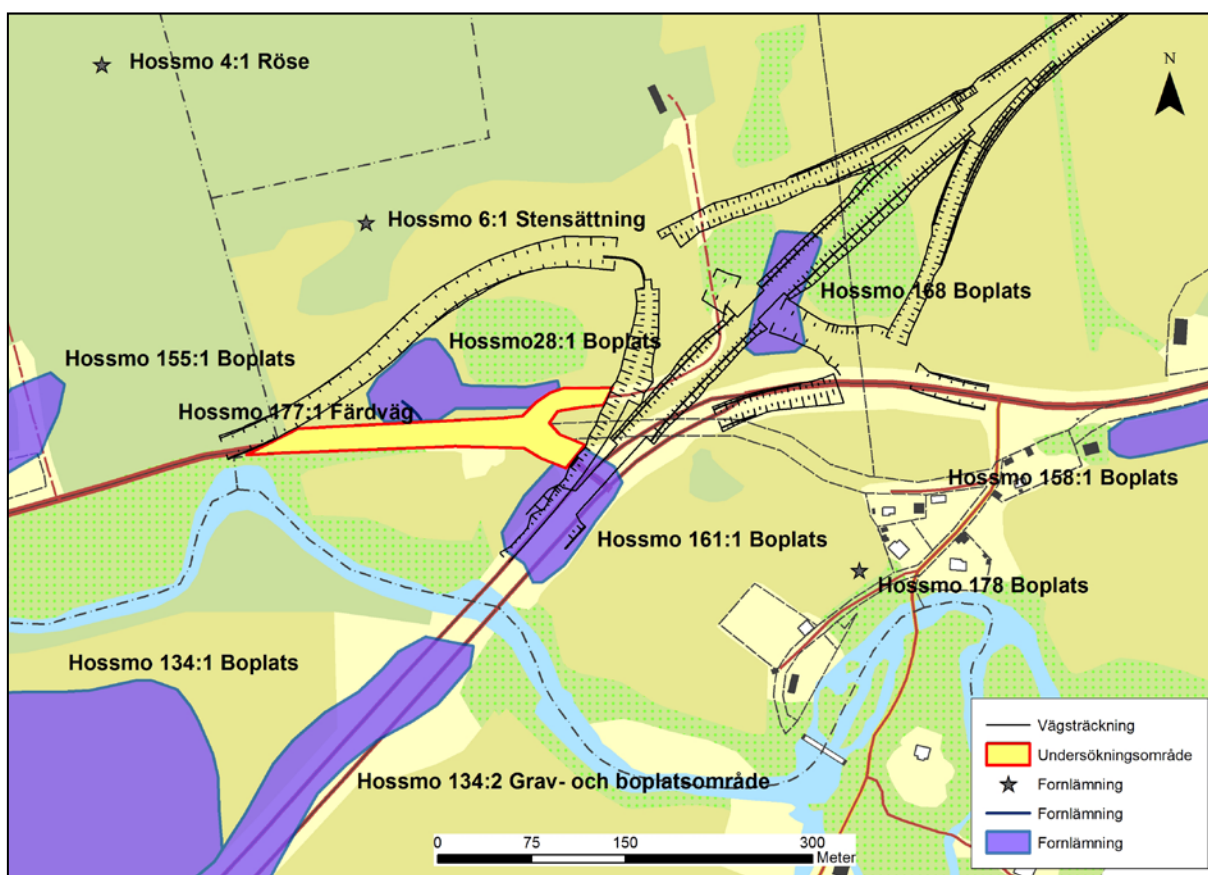 Hossmo 4:1 Röse
N
Hossmo 6:1 Stensättning
Hossmo 168 Boplats
Hossmo28:1 Boplats
Hossmo 155:1 Boplats
Hossmo 177:1 Färdväg
Hossmo 158:1 Boplats
Hossmo 161:1 Boplats
Hossmo 178 Boplats
Hossmo 134:1 Boplats
Hossmo 134:2 Grav- och boplatsområde
Vägsträckning
Undersökningsområde
Fornlämning
Fornlämning
Fornlämning
0 75 150 300
Meter